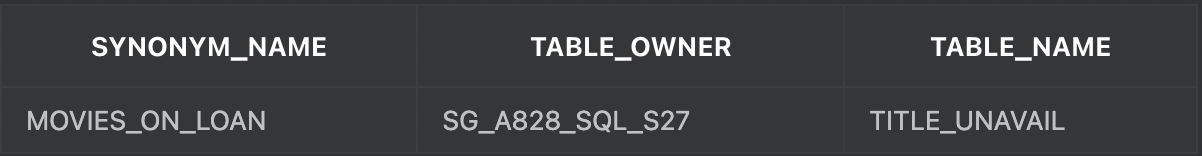 SYNONYM_NAME TABLE_OWNER TABLE_NAME
MOVIES_ON_LOAN SG_A828_SQL_S27 TITLE_UNAVAIL